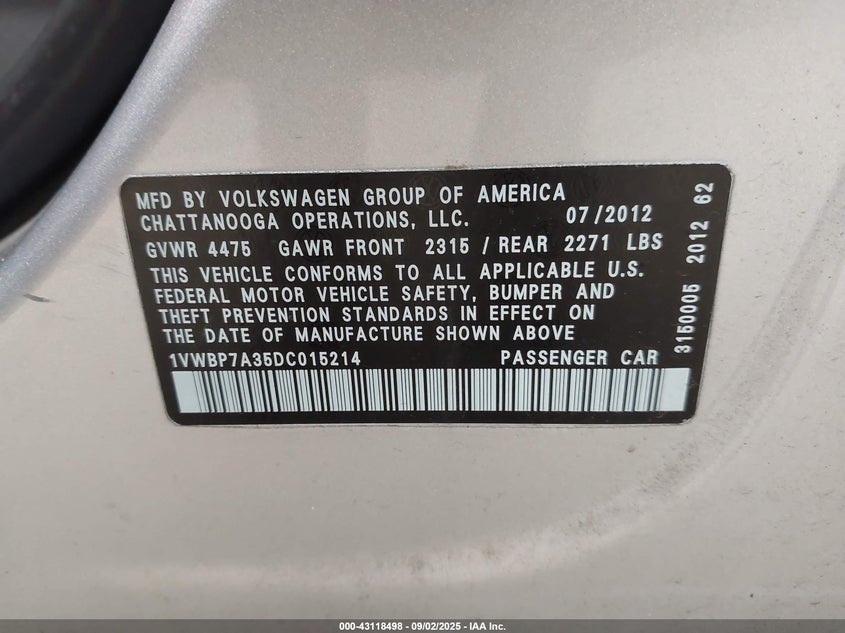 MFD BY VOLKSWAGEN GROUP OF AMERICA
CHATTANOOGA OPERATIONS, LLC. 07/2012
GVWR 4475 GAWR FRONT 2315 / REAR 2271 LBS
THIS VEHICLE CONFORMS TO ALL APPLICABLE U.S.
FEDERAL MOTOR VEHICLE SAFETY, BUMPER AND
THEFT PREVENTION STANDARDS IN EFFECT ON
THE DATE OF MANUFACTURE SHOWN ABOVE
1VWBP7A35DC015214 PASSENGER CAR
3150005 2012 62
000-43118498 - 09/02/2025 - IAA Inc.